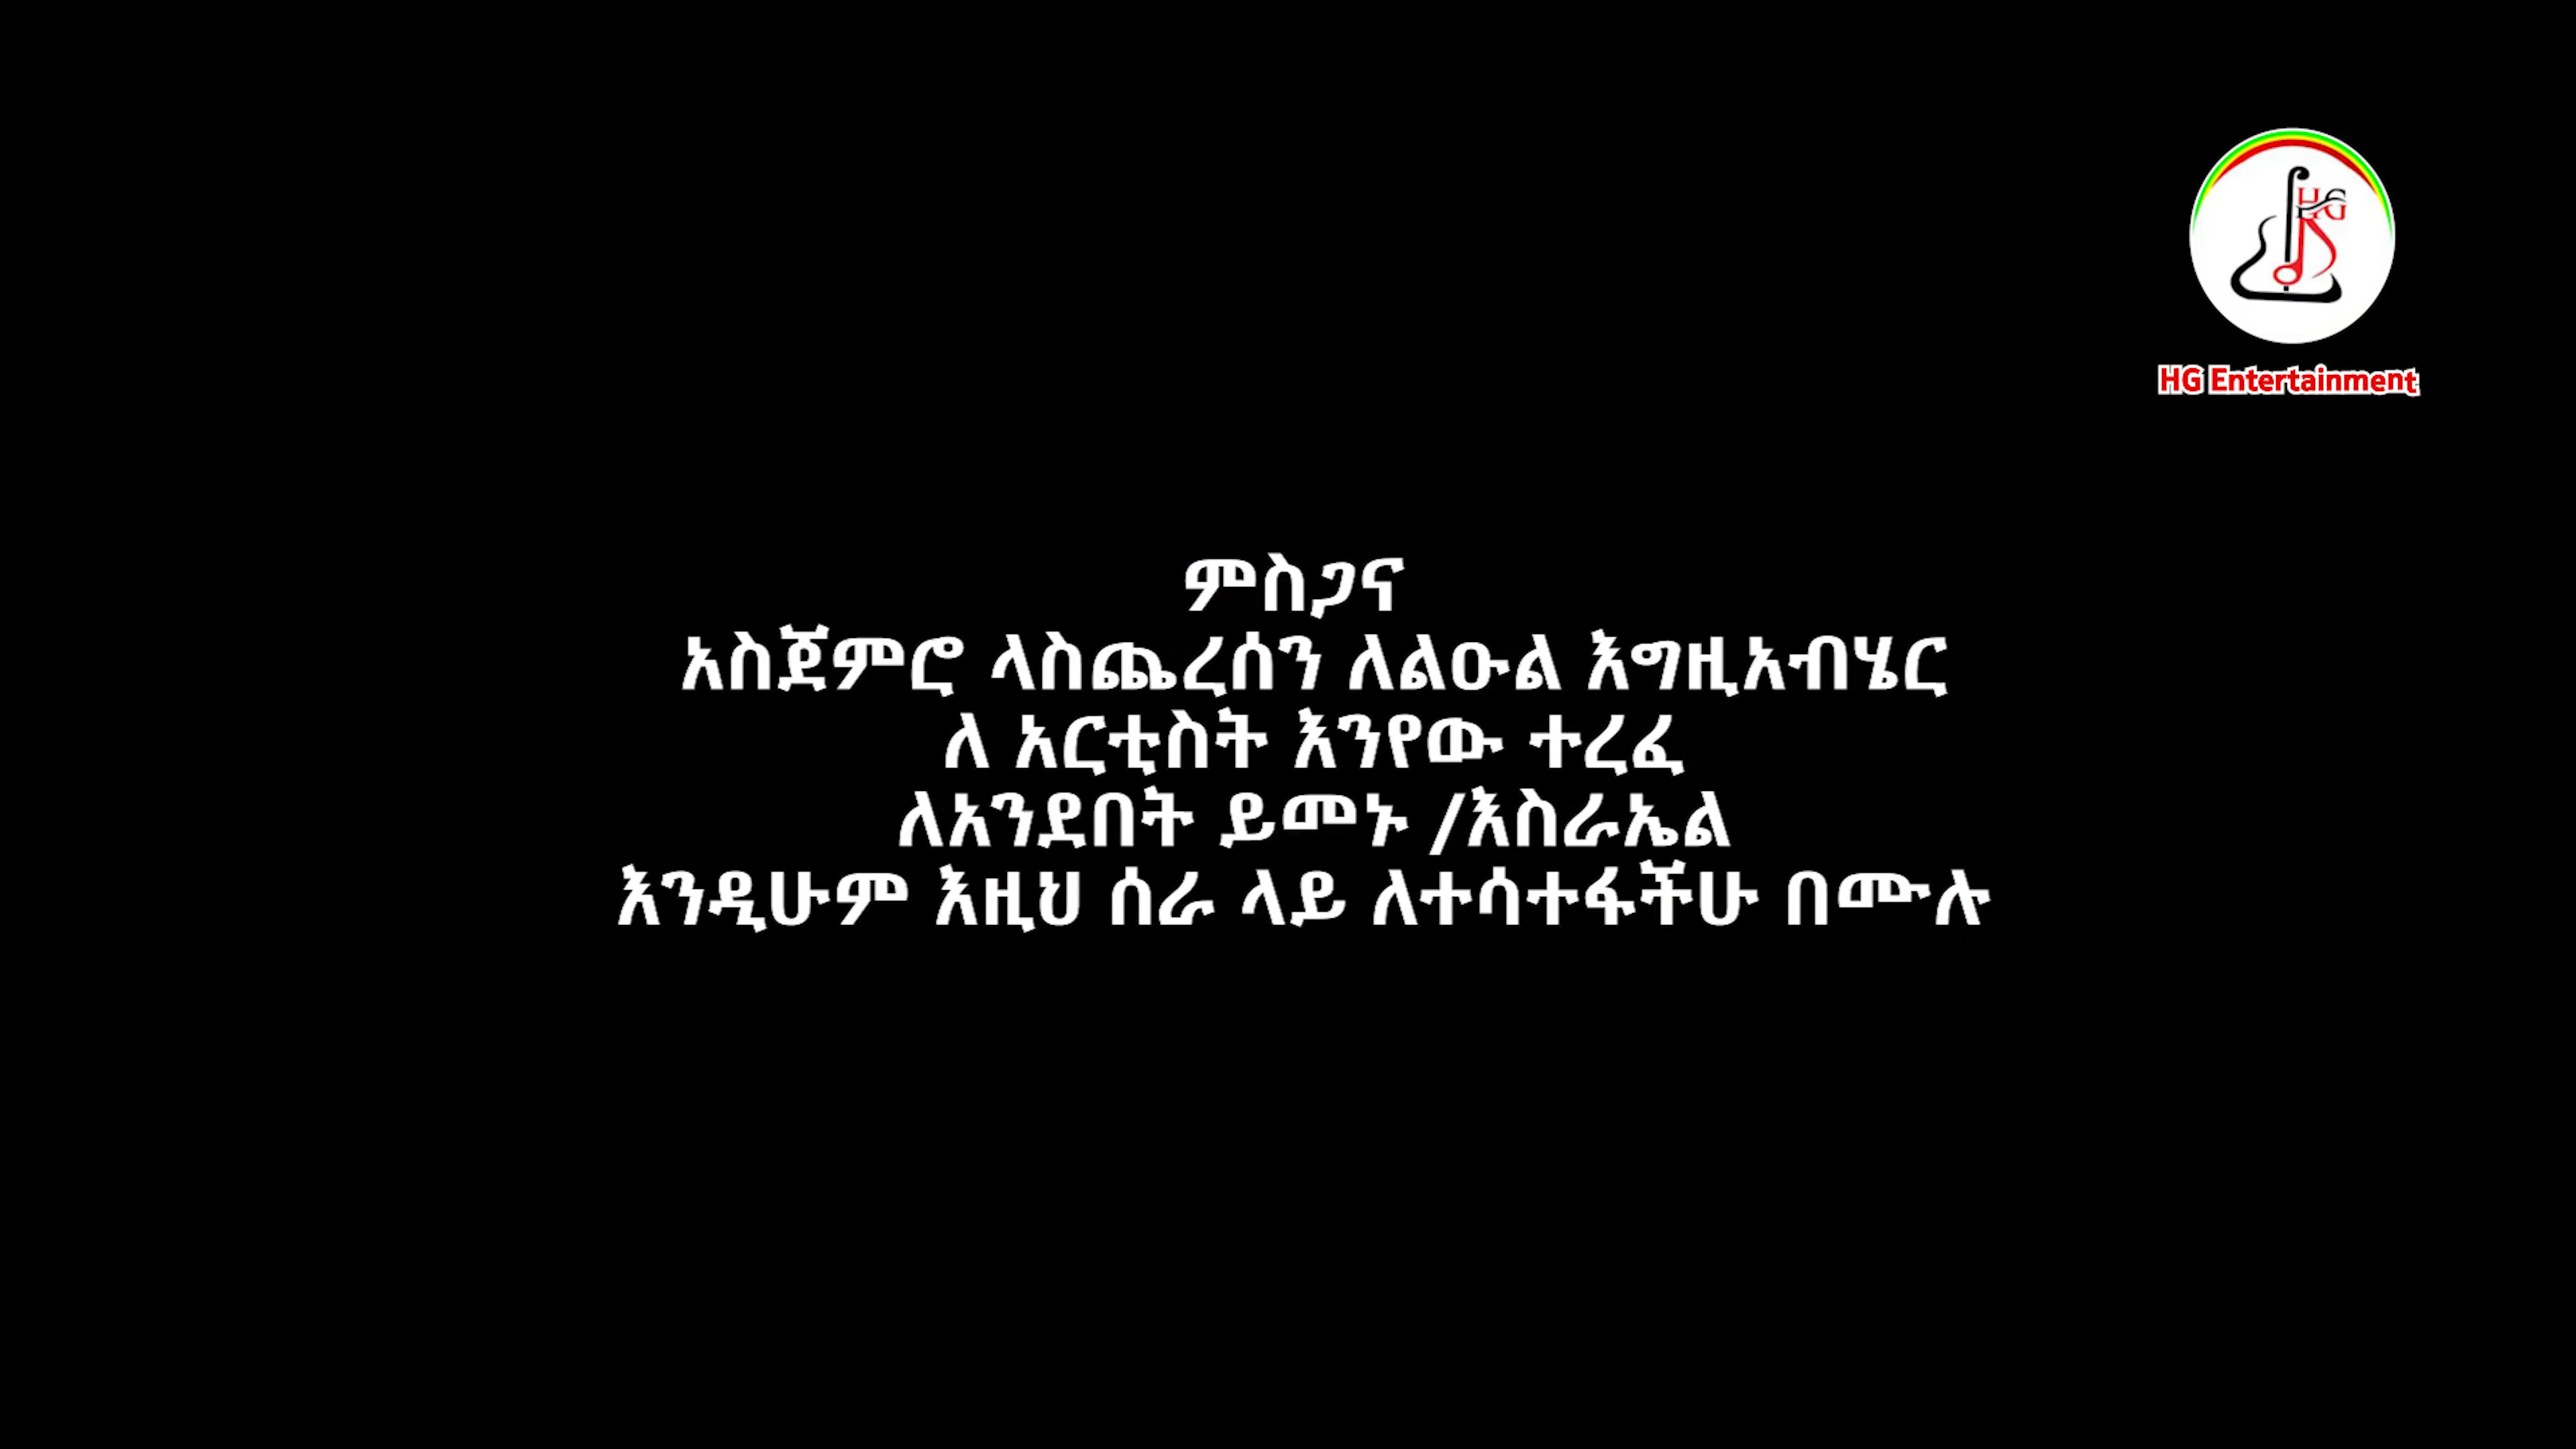 HG
HG Entertainment
ምስጋና
አስጀምሮ ላስጨረሰን ለልዑል እግዚአብሄር
ለ አርቲስት እንየው ተረፈ
ለአንደበት ይመኑ /እስራኤል
እንዲሁም እዚህ ሰራ ላይ ለተሳተፋችሁ በሙሉ